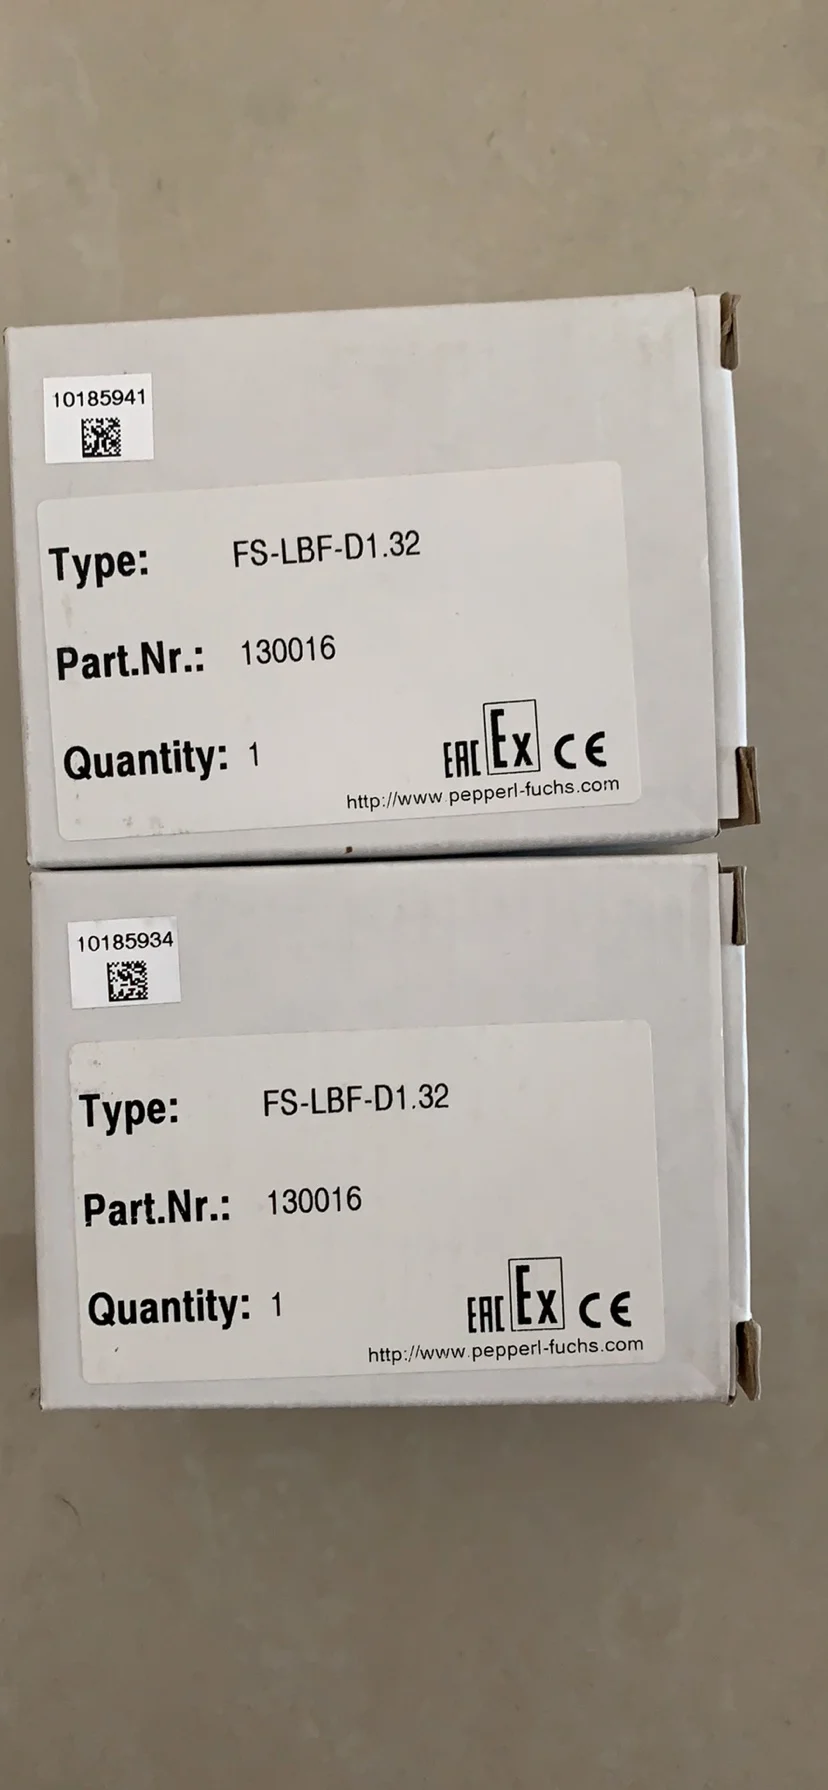 10185941
Type: FS-LBF-D1.32
Part.Nr.: 130016
Quantity: 1
EAC Ex CE
http://www.pepperl-fuchs.com
10185934
Type: FS-LBF-D1.32
Part.Nr.: 130016
Quantity: 1
EAC Ex CE
http://www.pepperl-fuchs.com